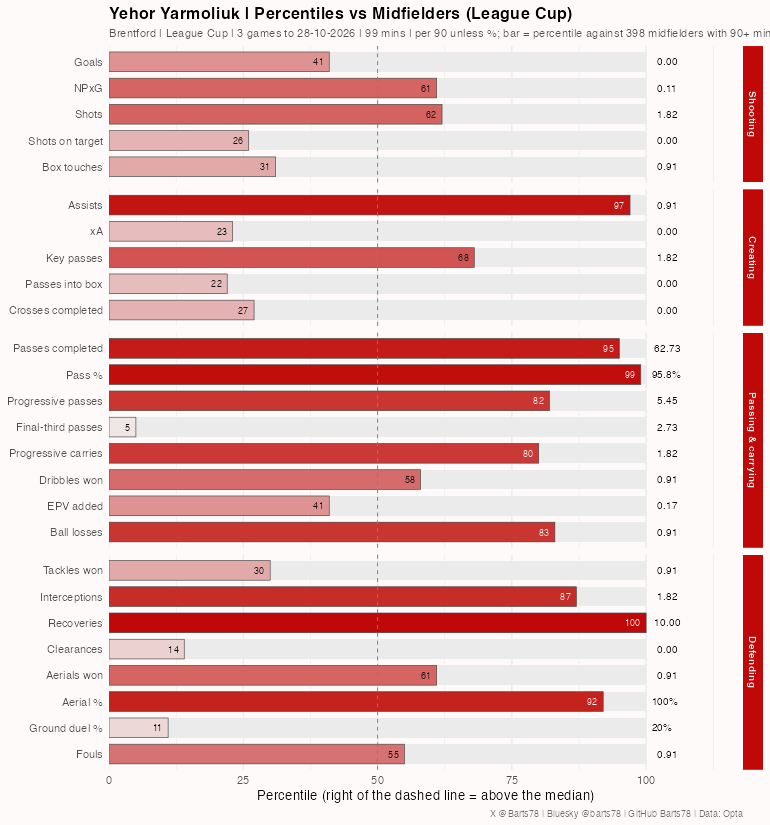 Yehor Yarmoliuk | Percentiles vs Midfielders (League Cup)
Brentford | League Cup | 3 games to 28-10-2026 | 99 mins | per 90 unless %; bar = percentile against 398 midfielders with 90+ min
Goals 41 0.00
NPxG 61 0.11
Shots 62 1.82
Shots on target 26 0.00
Box touches 31 0.91
Shooting
Assists 97 0.91
xA 23 0.00
Key passes 68 1.82
Passes into box 22 0.00
Crosses completed 27 0.00
Creating
Passes completed 95 62.73
Pass % 99 95.8%
Progressive passes 82 5.45
Final-third passes 5 2.73
Progressive carries 80 1.82
Dribbles won 58 0.91
EPV added 41 0.17
Ball losses 83 0.91
Passing & carrying
Tackles won 30 0.91
Interceptions 87 1.82
Recoveries 100 10.00
Clearances 14 0.00
Aerials won 61 0.91
Aerial % 92 100%
Ground duel % 11 20%
Fouls 55 0.91
Defending
0 25 50 75 100
Percentile (right of the dashed line = above the median)
X @Barts78 | Bluesky @barts78 | GitHub Barts78 | Data: Opta